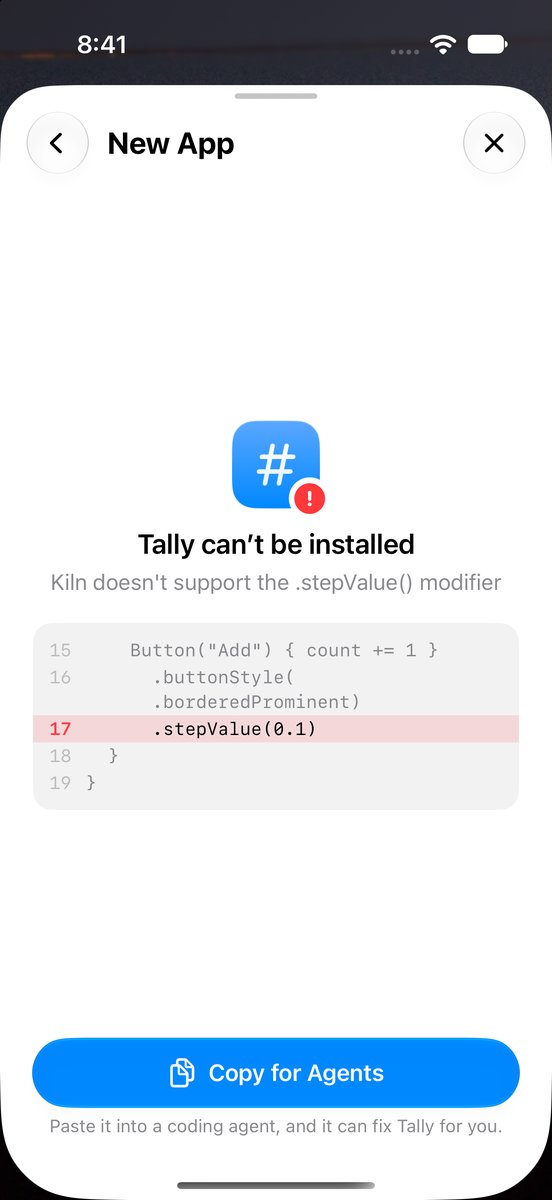 8:41
New App
#
!
Tally can’t be installed
Kiln doesn't support the .stepValue() modifier
15 Button("Add") { count += 1 }
16 .buttonStyle(
.borderedProminent)
17 .stepValue(0.1)
18 }
19 }
Copy for Agents
Paste it into a coding agent, and it can fix Tally for you.